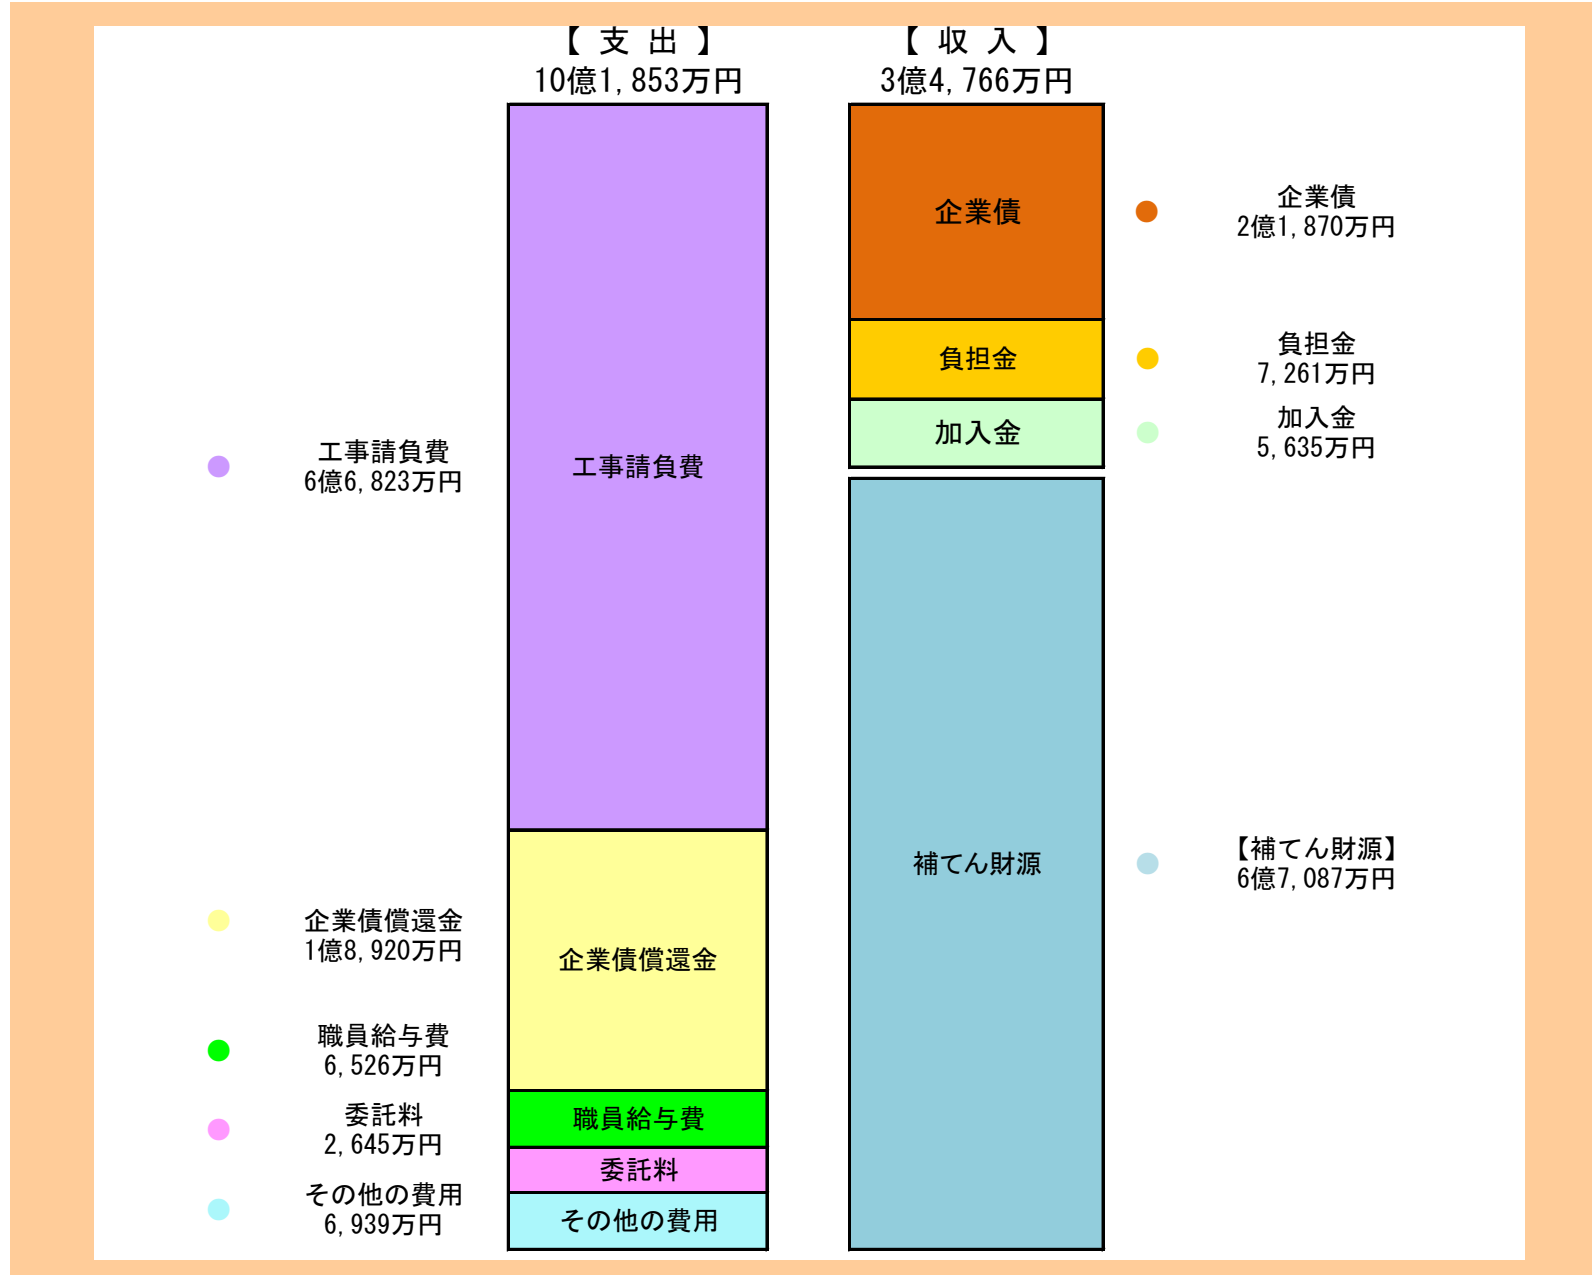 【 支 出 】
10億1,853万円
【 収 入 】
3億4,766万円
工事請負費
6億6,823万円
企業債償還金
1億8,920万円
職員給与費
6,526万円
委託料
2,645万円
その他の費用
6,939万円
工事請負費
企業債償還金
職員給与費
委託料
その他の費用
企業債
負担金
加入金
補てん財源
企業債
2億1,870万円
負担金
7,261万円
加入金
5,635万円
【補てん財源】
6億7,087万円